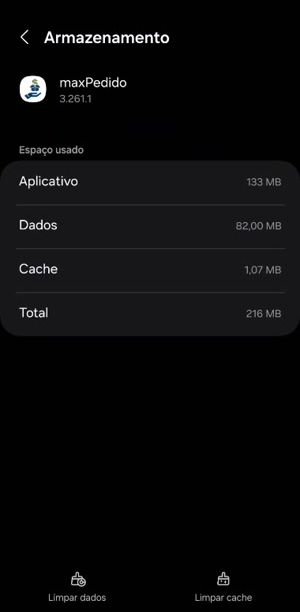 Armazenamento
maxPedido
3.261.1
Espaço usado
Aplicativo 133 MB
Dados 82,00 MB
Cache 1,07 MB
Total 216 MB
Limpar dados Limpar cache